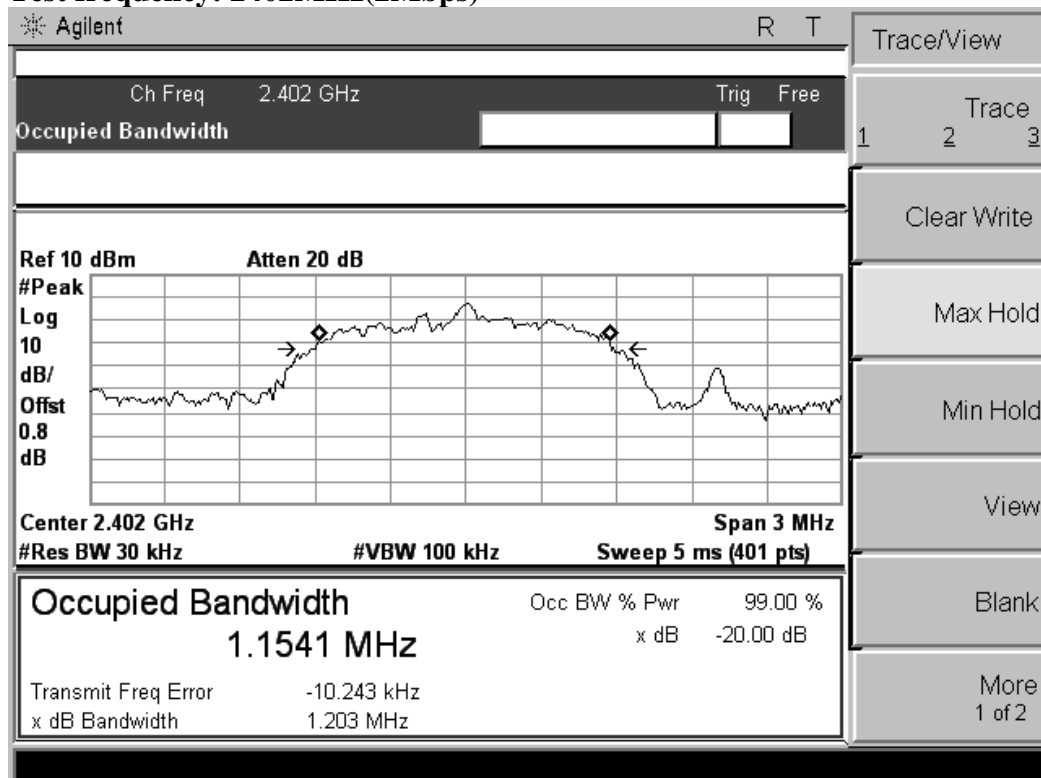 Agilent R T
Trace/View
Ch Freq 2.402 GHz Trig Free
Occupied Bandwidth
Trace
1 2 3
Clear Write
Max Hold
Min Hold
View
Blank
More
1 of 2
Ref 10 dBm Atten 20 dB
#Peak
Log
10
dB/
Offst
0.8
dB
Center 2.402 GHz Span 3 MHz
#Res BW 30 kHz #VBW 100 kHz Sweep 5 ms (401 pts)
Occupied Bandwidth Occ BW % Pwr 99.00 %
1.1541 MHz x dB -20.00 dB
Transmit Freq Error -10.243 kHz
x dB Bandwidth 1.203 MHz